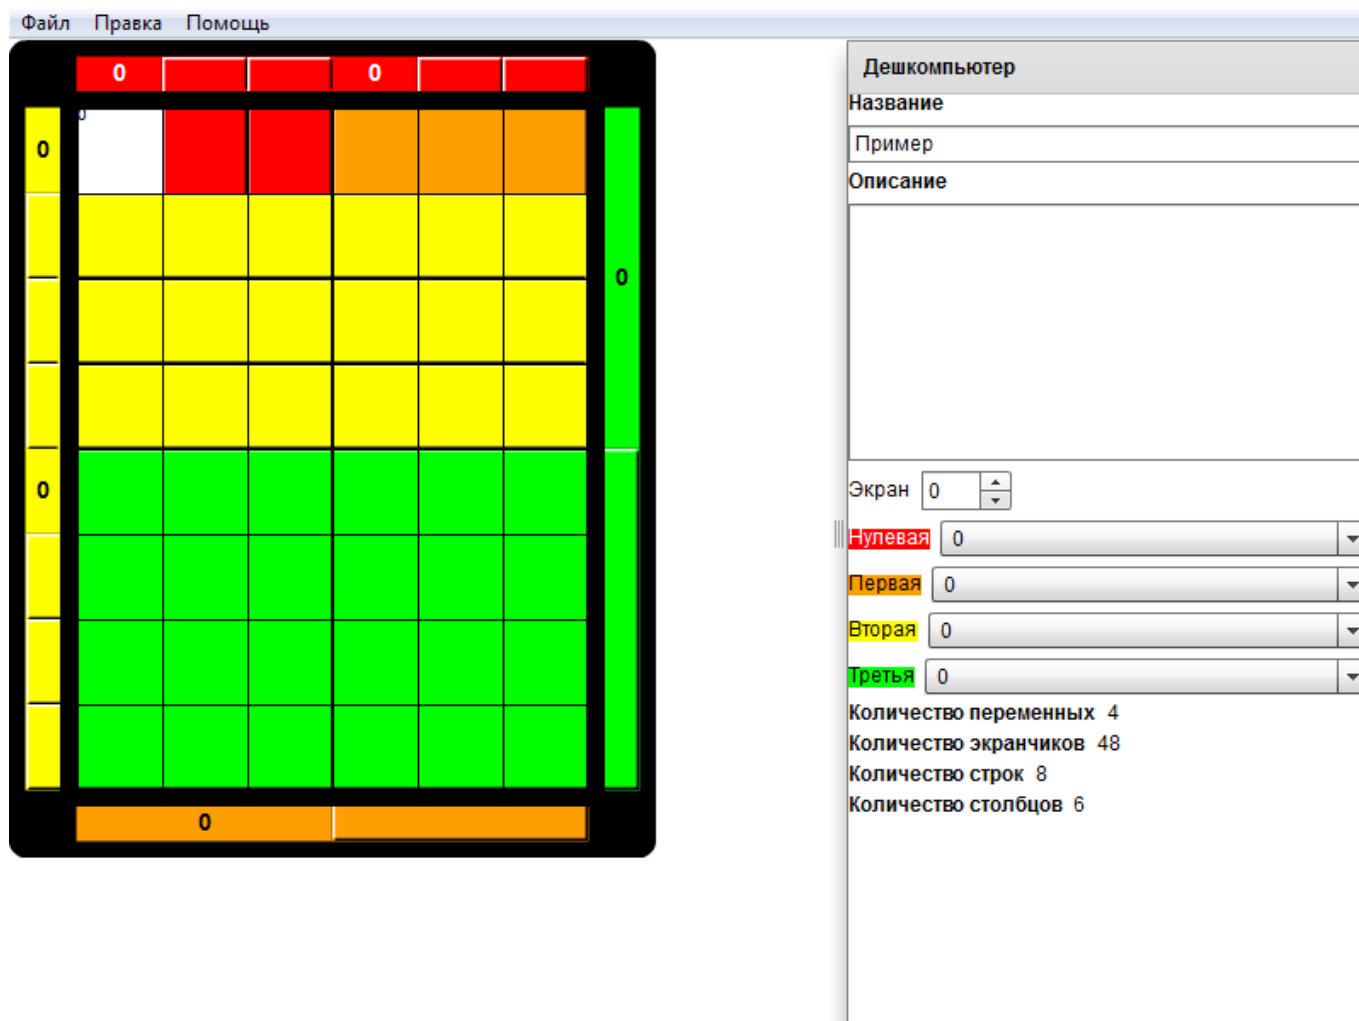 Файл Правка Помощь
0 0
0
0
0
0
0
Дешкомпьютер
Название
Пример
Описание
Экран 0
Нулевая 0
Первая 0
Вторая 0
Третья 0
Количество переменных 4
Количество экранчиков 48
Количество строк 8
Количество столбцов 6